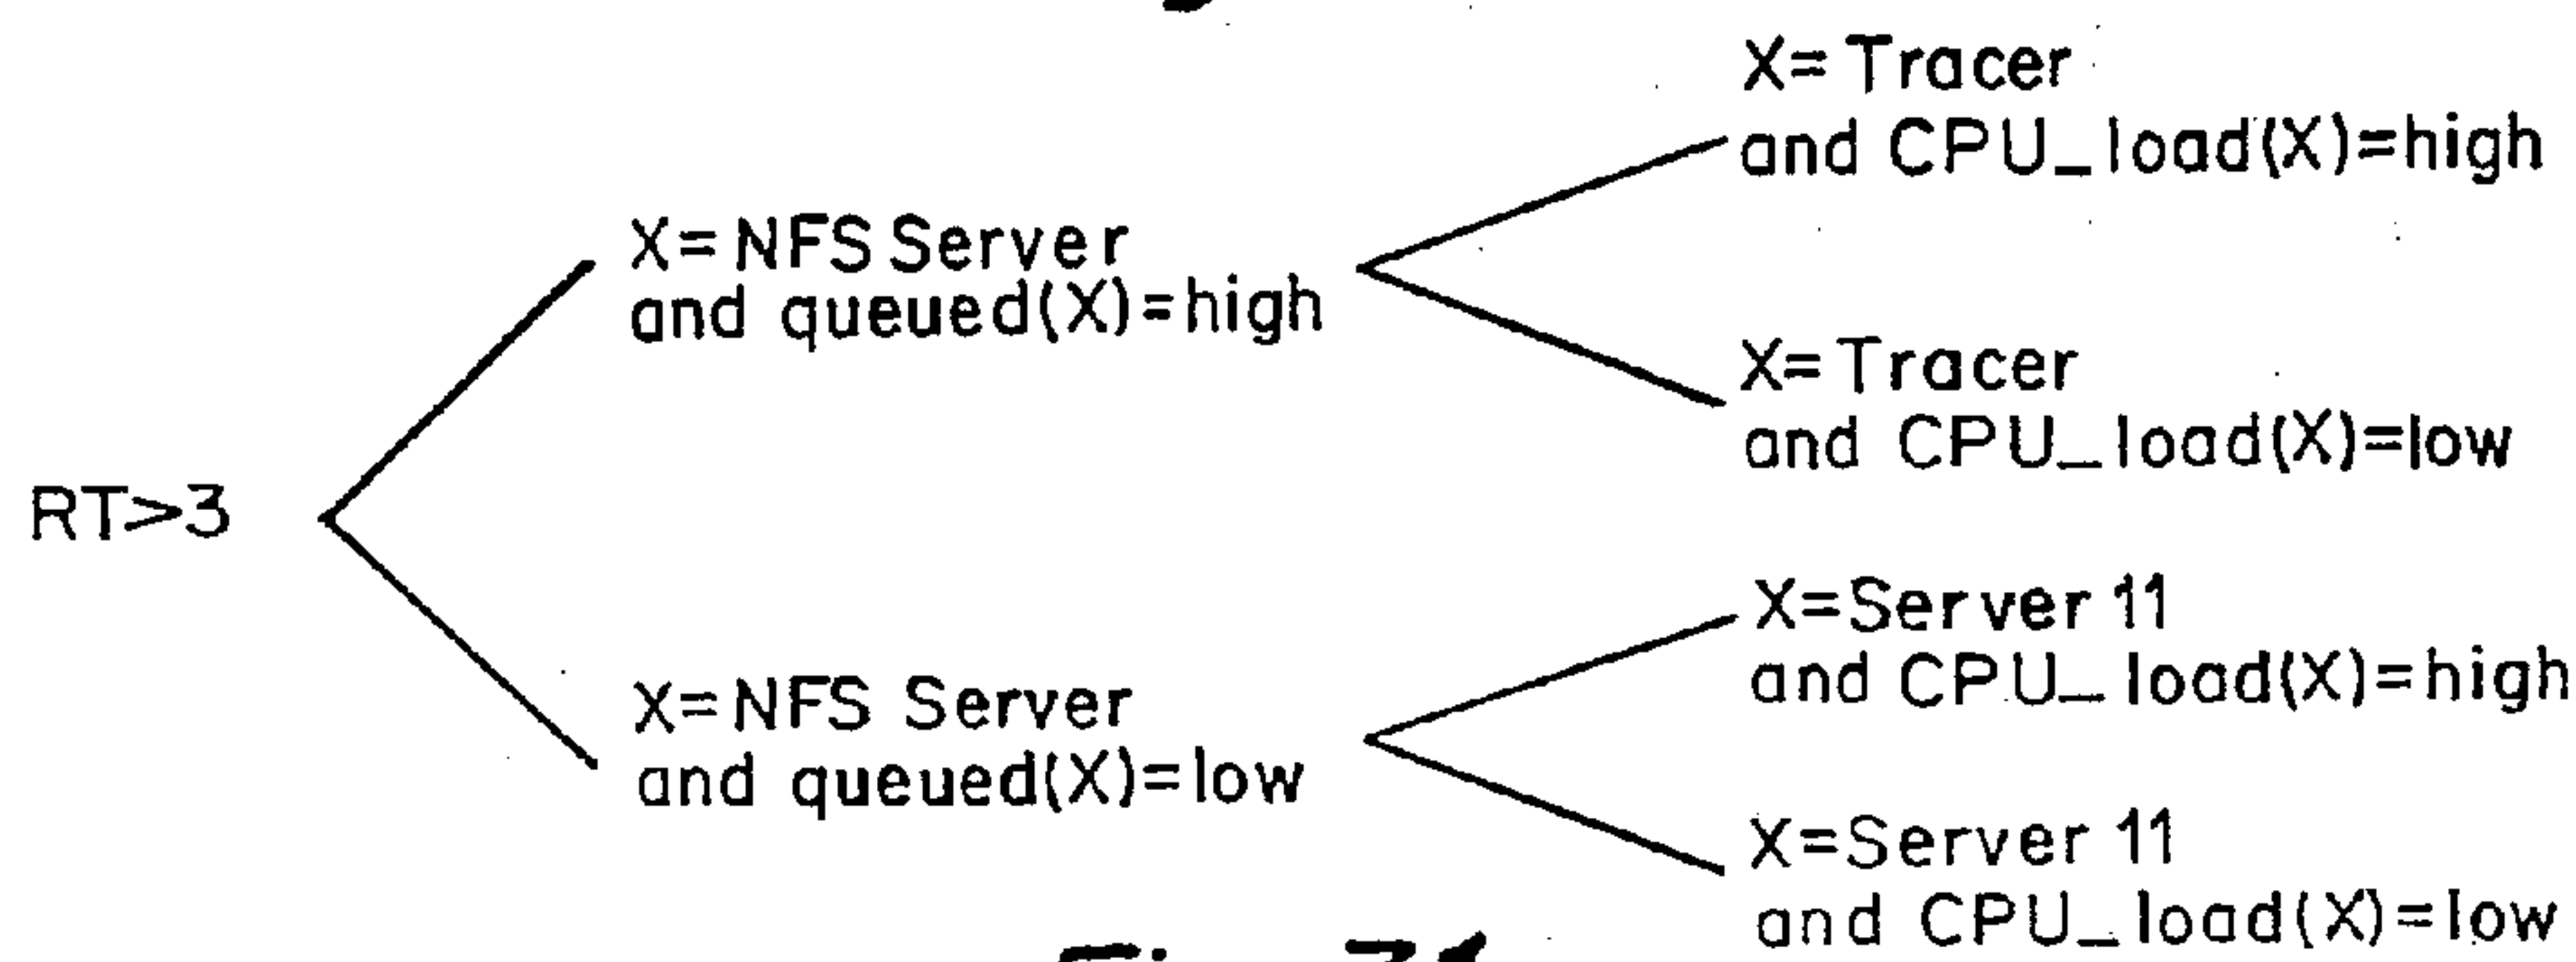 X=Tracer
and CPU_load(X)=high
X=NFS Server
and queued(X)=high
X=Tracer
and CPU_load(X)=low
RT>3
X=Server 11
and CPU_load(X)=high
X=NFS Server
and queued(X)=low
X=Server 11
and CPU_load(X)=low